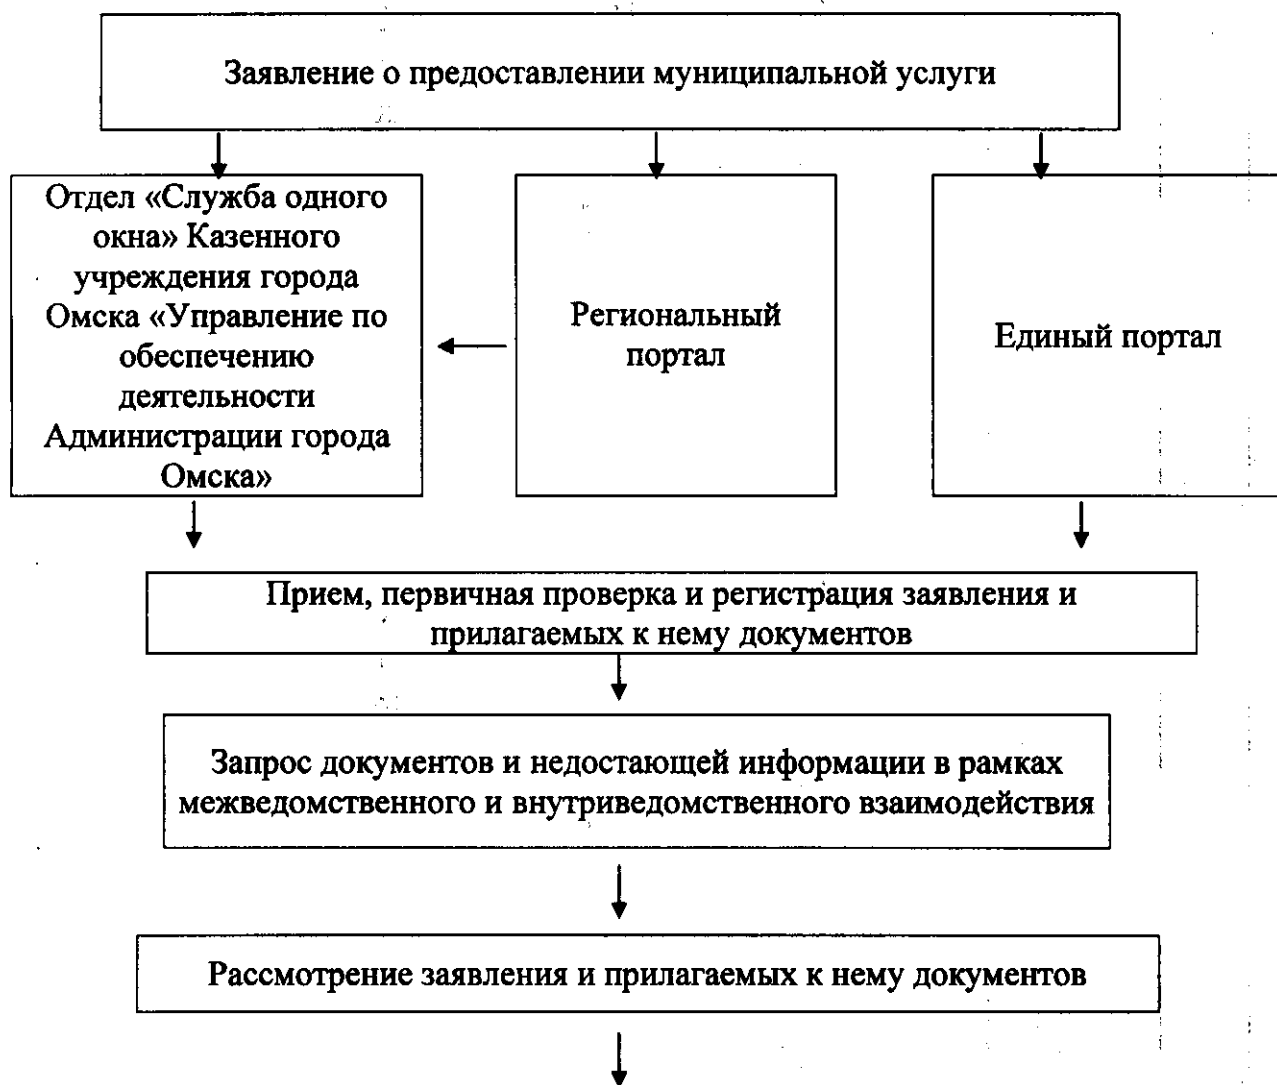 Заявление о предоставлении муниципальной услуги
Отдел «Служба одного
окна» Казенного
учреждения города
Омска «Управление по
обеспечению
деятельности
Администрации города
Омска»
Региональный
портал
Единый портал
Прием, первичная проверка и регистрация заявления и
прилагаемых к нему документов
Запрос документов и недостающей информации в рамках
межведомственного и внутриведомственного взаимодействия
Рассмотрение заявления и прилагаемых к нему документов